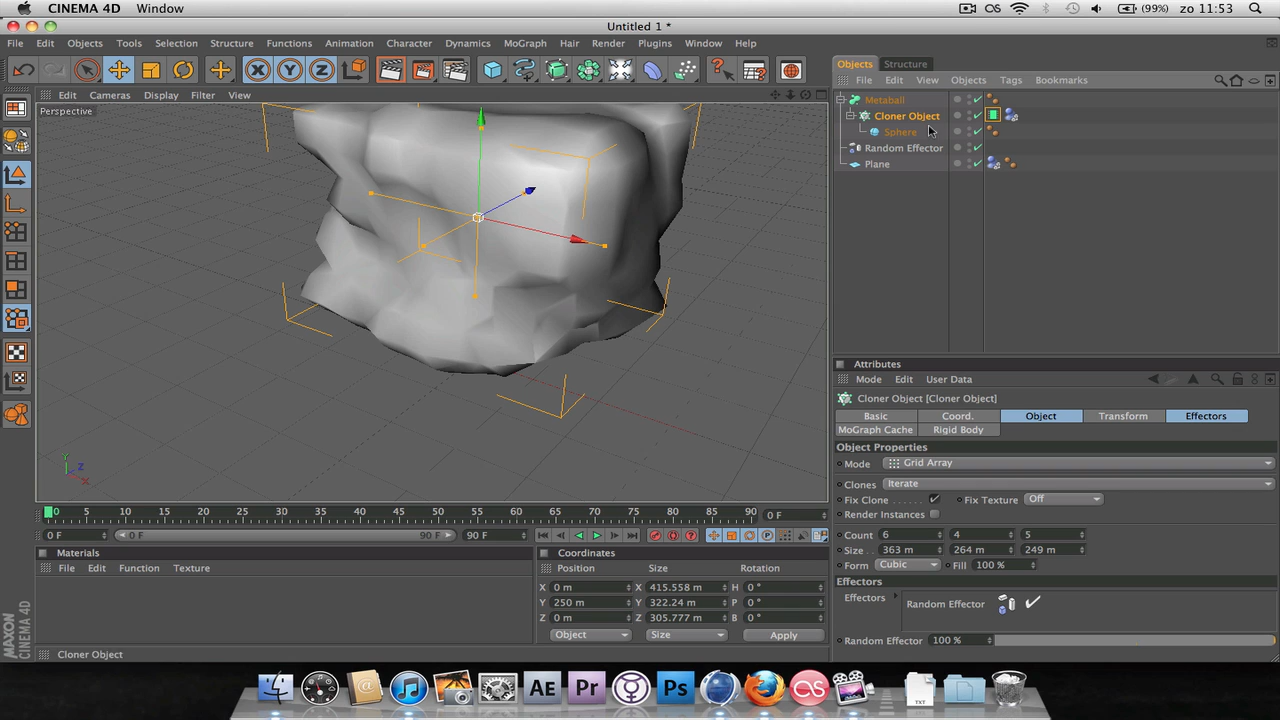 CINEMA 4D Window (99%) zo 11:53
Untitled 1 *
File Edit Objects Tools Selection Structure Functions Animation Character Dynamics MoGraph Hair Render Plugins Window Help
Objects Structure
File Edit View Objects Tags Bookmarks
Edit Cameras Display Filter View
Perspective
Metaball
Cloner Object
Sphere
Random Effector
Plane
Attributes
Mode Edit User Data
Cloner Object [Cloner Object]
Basic Coord. Object Transform Effectors
MoGraph Cache Rigid Body
Object Properties
Mode Grid Array
Clones Iterate
Fix Clone Fix Texture Off
Render Instances
Count 6 4 5
Size 363 m 264 m 249 m
Form Cubic Fill 100 %
Effectors
Effectors Random Effector
Random Effector 100 %
0 5 10 15 20 25 30 35 40 45 50 55 60 65 70 75 80 85 90 0 F
0 F 0 F 90 F 90 F
Materials
File Edit Function Texture
Coordinates
Position Size Rotation
X 0 m X 415.558 m H 0 °
Y 250 m Y 322.24 m P 0 °
Z 0 m Z 305.777 m B 0 °
Object Size Apply
MAXON CINEMA 4D
Cloner Object
AE Pr Ps TXT